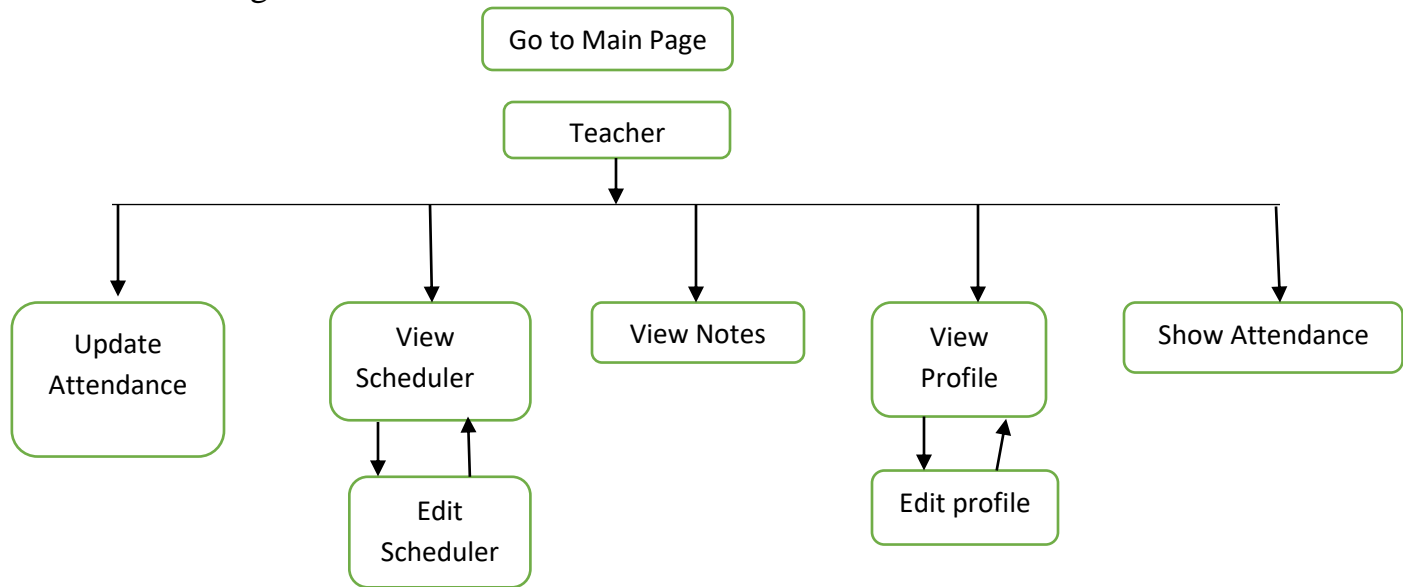 Go to Main Page
Teacher
Update
Attendance
View
Scheduler
View Notes
View
Profile
Show Attendance
Edit
Scheduler
Edit profile